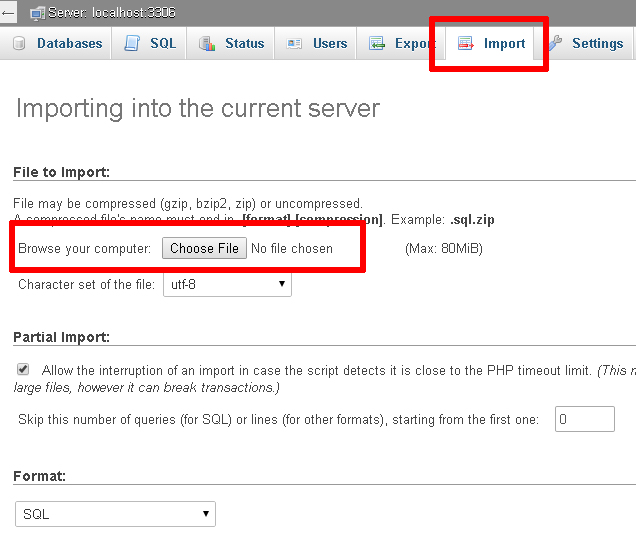 Server: localhost:3306
Databases SQL Status Users Export Import Settings
Importing into the current server
File to Import:
File may be compressed (gzip, bzip2, zip) or uncompressed.
A compressed file's name must end in .[format].[compression]. Example: .sql.zip
Browse your computer: Choose File No file chosen (Max: 80MiB)
Character set of the file: utf-8
Partial Import:
Allow the interruption of an import in case the script detects it is close to the PHP timeout limit. (This
large files, however it can break transactions.)
Skip this number of queries (for SQL) or lines (for other formats), starting from the first one: 0
Format:
SQL